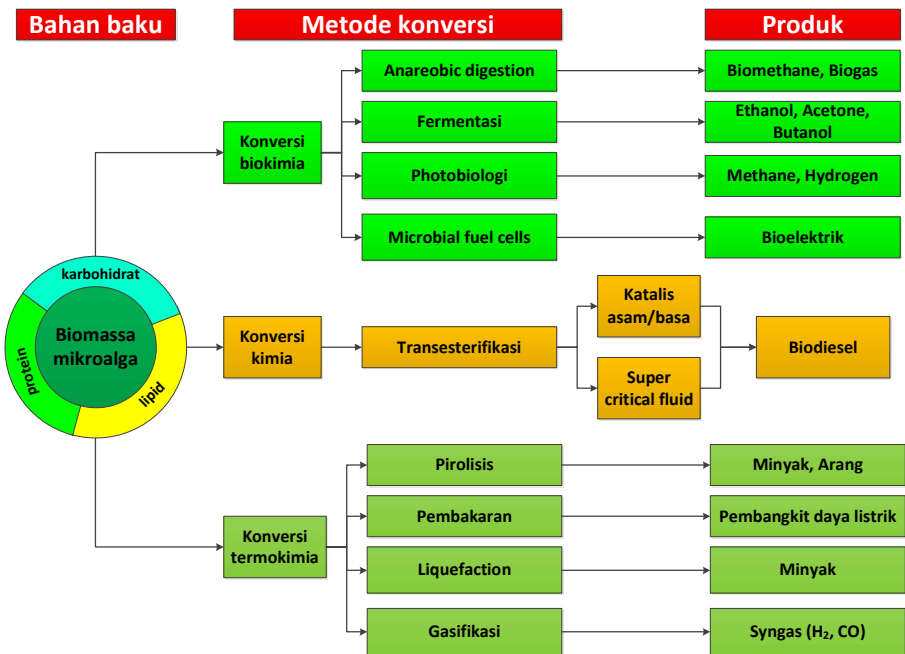 Bahan baku
Metode konversi
Produk
Konversi
biokimia
Anareobic digestion
Biomethane, Biogas
Fermentasi
Ethanol, Acetone,
Butanol
Photobiologi
Methane, Hydrogen
Microbial fuel cells
Bioelektrik
karbohidrat
protein
lipid
Biomassa
mikroalga
Konversi
kimia
Transesterifikasi
Katalis
asam/basa
Super
critical fluid
Biodiesel
Konversi
termokimia
Pirolisis
Minyak, Arang
Pembakaran
Pembangkit daya listrik
Liquefaction
Minyak
Gasifikasi
Syngas (H₂, CO)